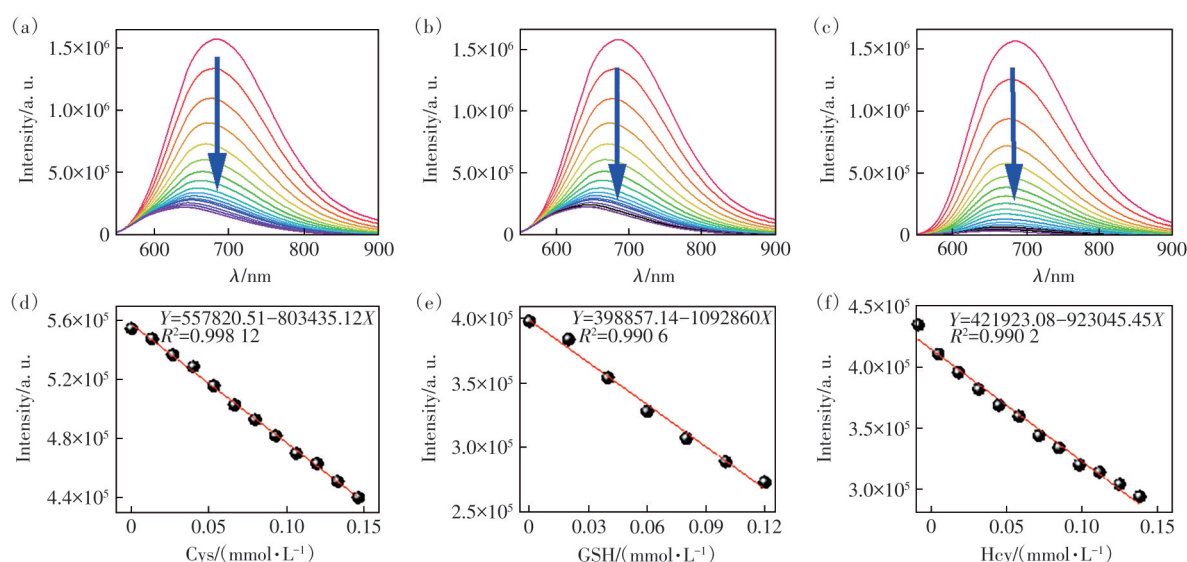 (a)
1.5×10⁶
1.0×10⁶
5.0×10⁵
0
Intensity/a. u.
600 700 800 900
λ/nm
(b)
1.5×10⁶
1.0×10⁶
5.0×10⁵
0
Intensity/a. u.
600 700 800 900
λ/nm
(c)
1.5×10⁶
1.0×10⁶
5.0×10⁵
0
Intensity/a. u.
600 700 800 900
λ/nm
(d)
Y=557820.51−803435.12X
R²=0.998 12
5.6×10⁵
5.2×10⁵
4.8×10⁵
4.4×10⁵
Intensity/a. u.
0 0.05 0.10 0.15
Cys/(mmol·L⁻¹)
(e)
Y=398857.14−1092860X
R²=0.990 6
4.0×10⁵
3.5×10⁵
3.0×10⁵
2.5×10⁵
Intensity/a. u.
0 0.03 0.06 0.09 0.12
GSH/(mmol·L⁻¹)
(f)
Y=421923.08−923045.45X
R²=0.990 2
4.5×10⁵
4.0×10⁵
3.5×10⁵
3.0×10⁵
Intensity/a. u.
0 0.05 0.10 0.15
Hcy/(mmol·L⁻¹)